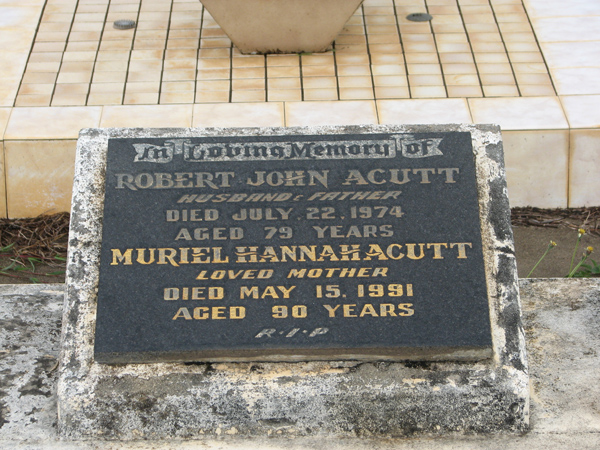 In Loving Memory of
ROBERT JOHN ACUTT
HUSBAND & FATHER
DIED JULY. 22. 1974
AGED 79 YEARS
MURIEL HANNAH ACUTT
LOVED MOTHER
DIED MAY 15. 1991
AGED 90 YEARS
R·I·P